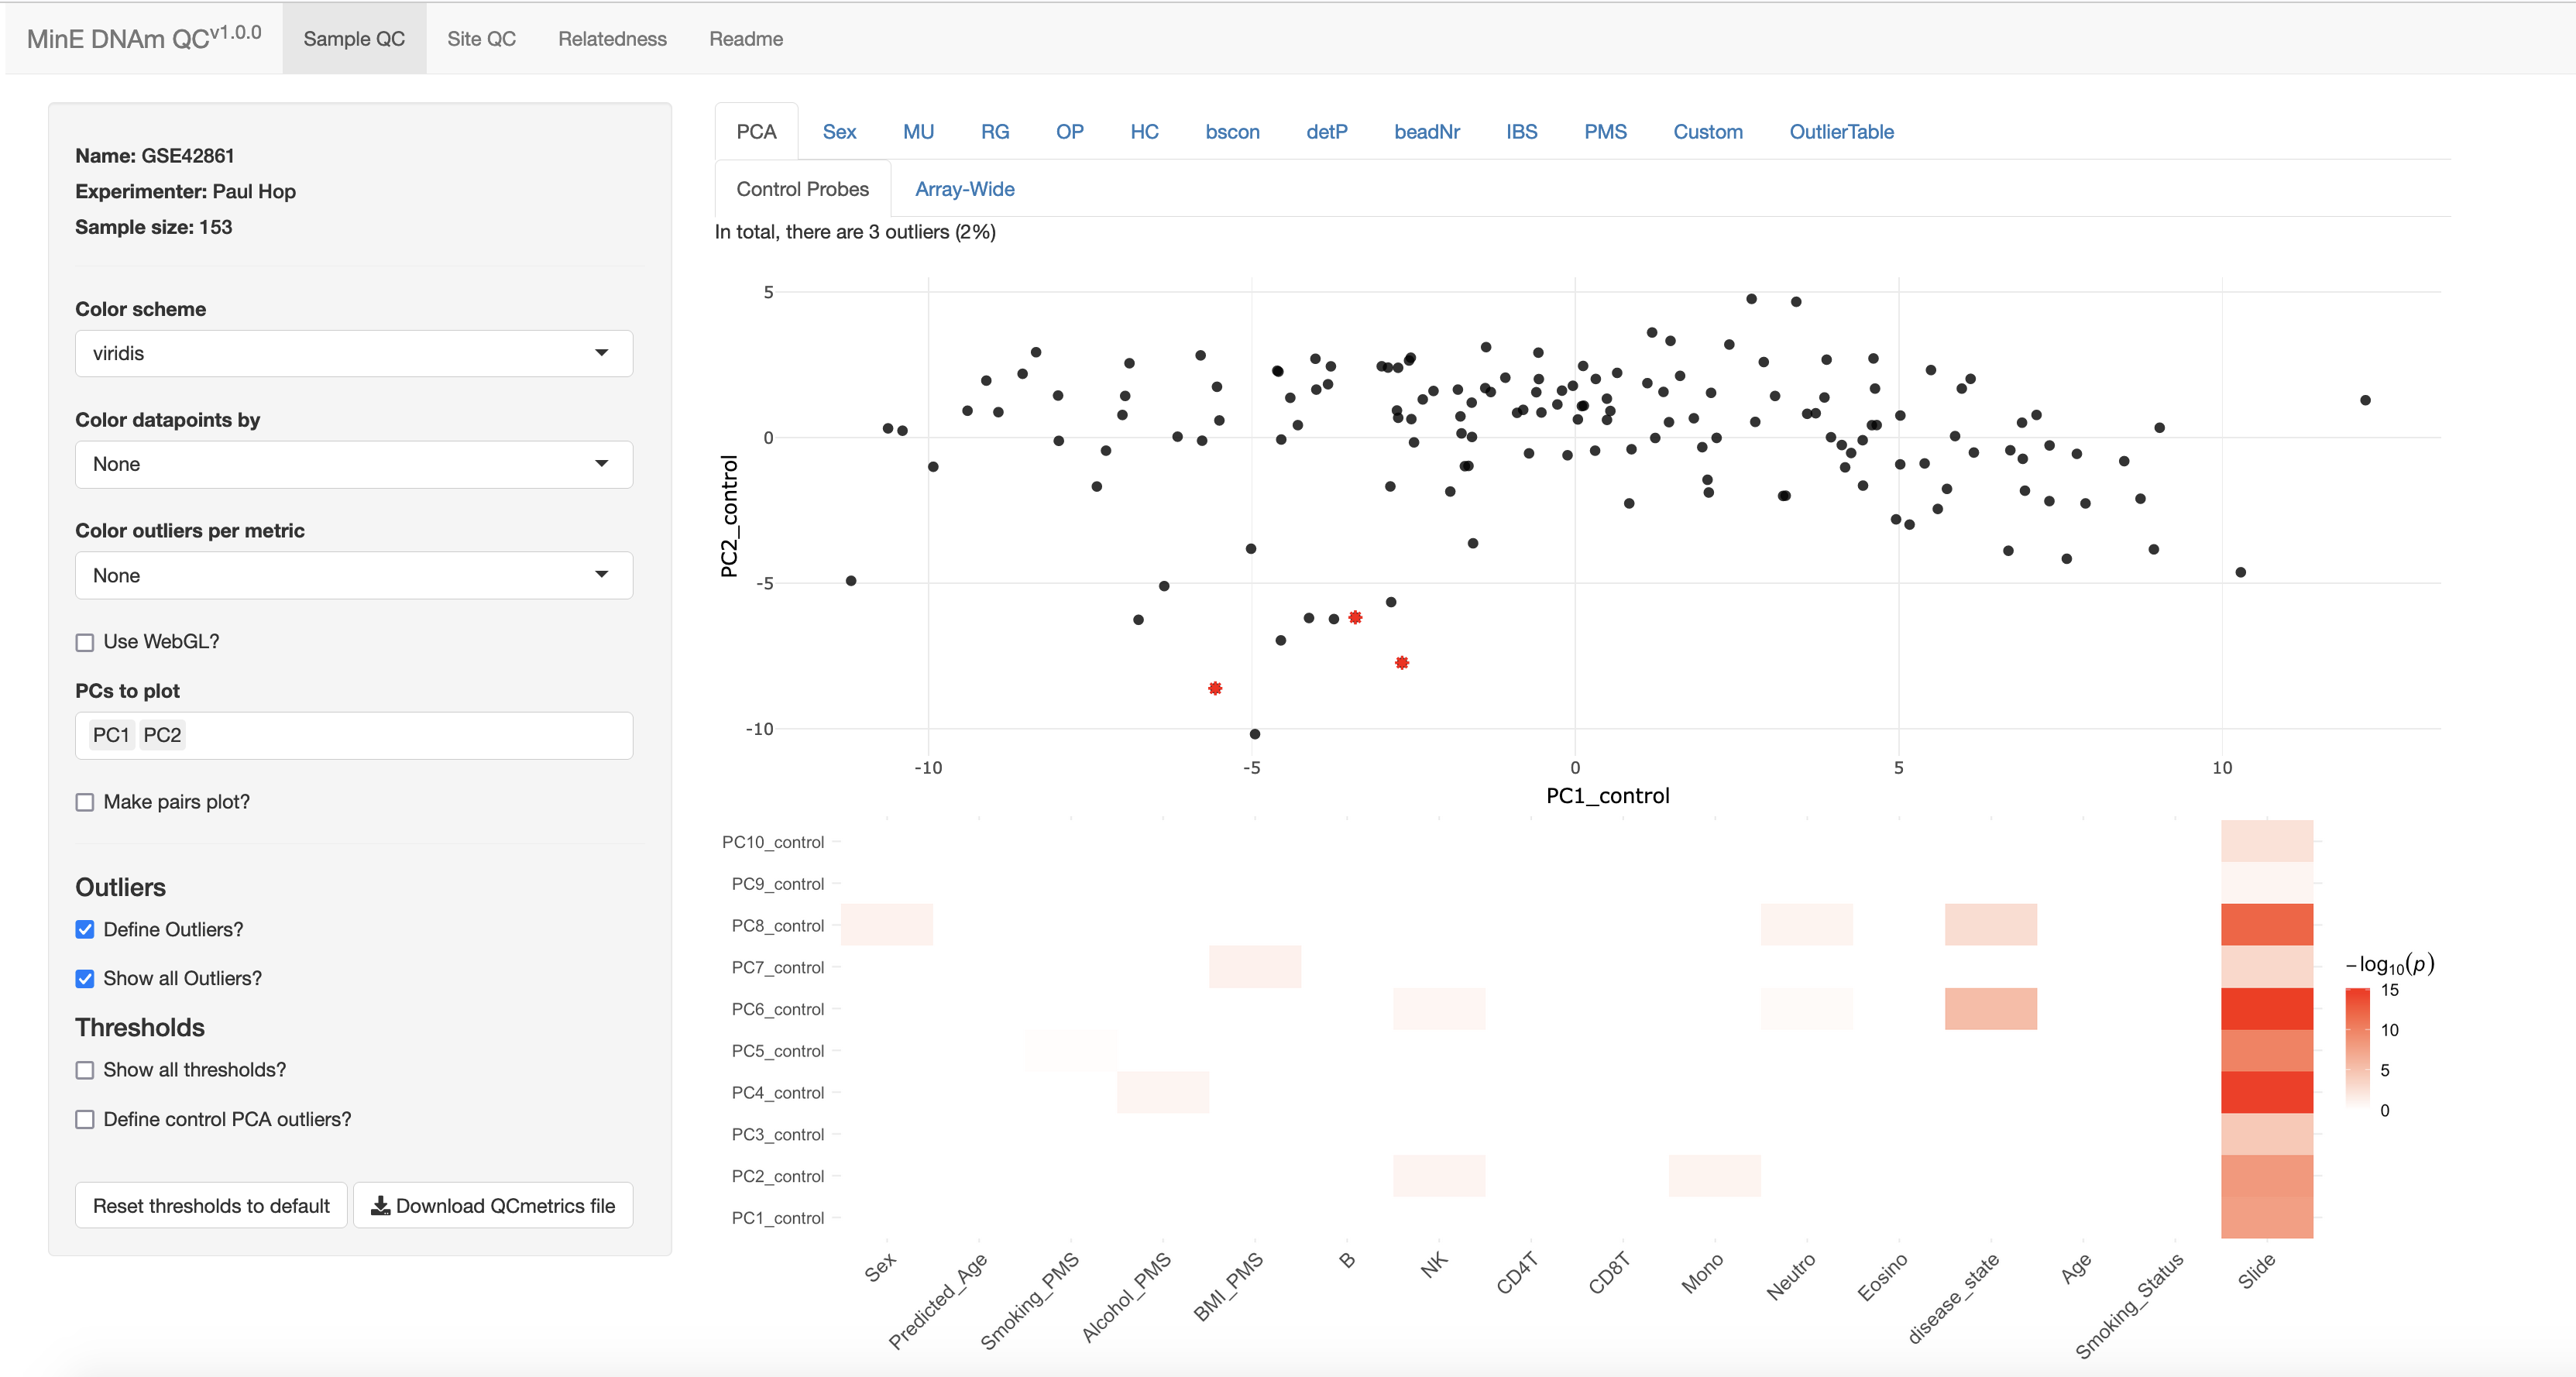 MinE DNAm QCv1.0.0 Sample QC Site QC Relatedness Readme
Name: GSE42861
Experimenter: Paul Hop
Sample size: 153
Color scheme
viridis
Color datapoints by
None
Color outliers per metric
None
Use WebGL?
PCs to plot
PC1 PC2
Make pairs plot?
Outliers
Define Outliers?
Show all Outliers?
Thresholds
Show all thresholds?
Define control PCA outliers?
Reset thresholds to default Download QCmetrics file
PCA Sex MU RG OP HC bscon detP beadNr IBS PMS Custom OutlierTable
Control Probes Array-Wide
In total, there are 3 outliers (2%)
PC2_control
5
0
-5
-10
-10 -5 0 5 10
PC1_control
PC10_control
PC9_control
PC8_control
PC7_control
PC6_control
PC5_control
PC4_control
PC3_control
PC2_control
PC1_control
Sex Predicted_Age Smoking_PMS Alcohol_PMS BMI_PMS B NK CD4T CD8T Mono Neutro Eosino disease_state Age Smoking_Status Slide
−log10(p)
15
10
5
0